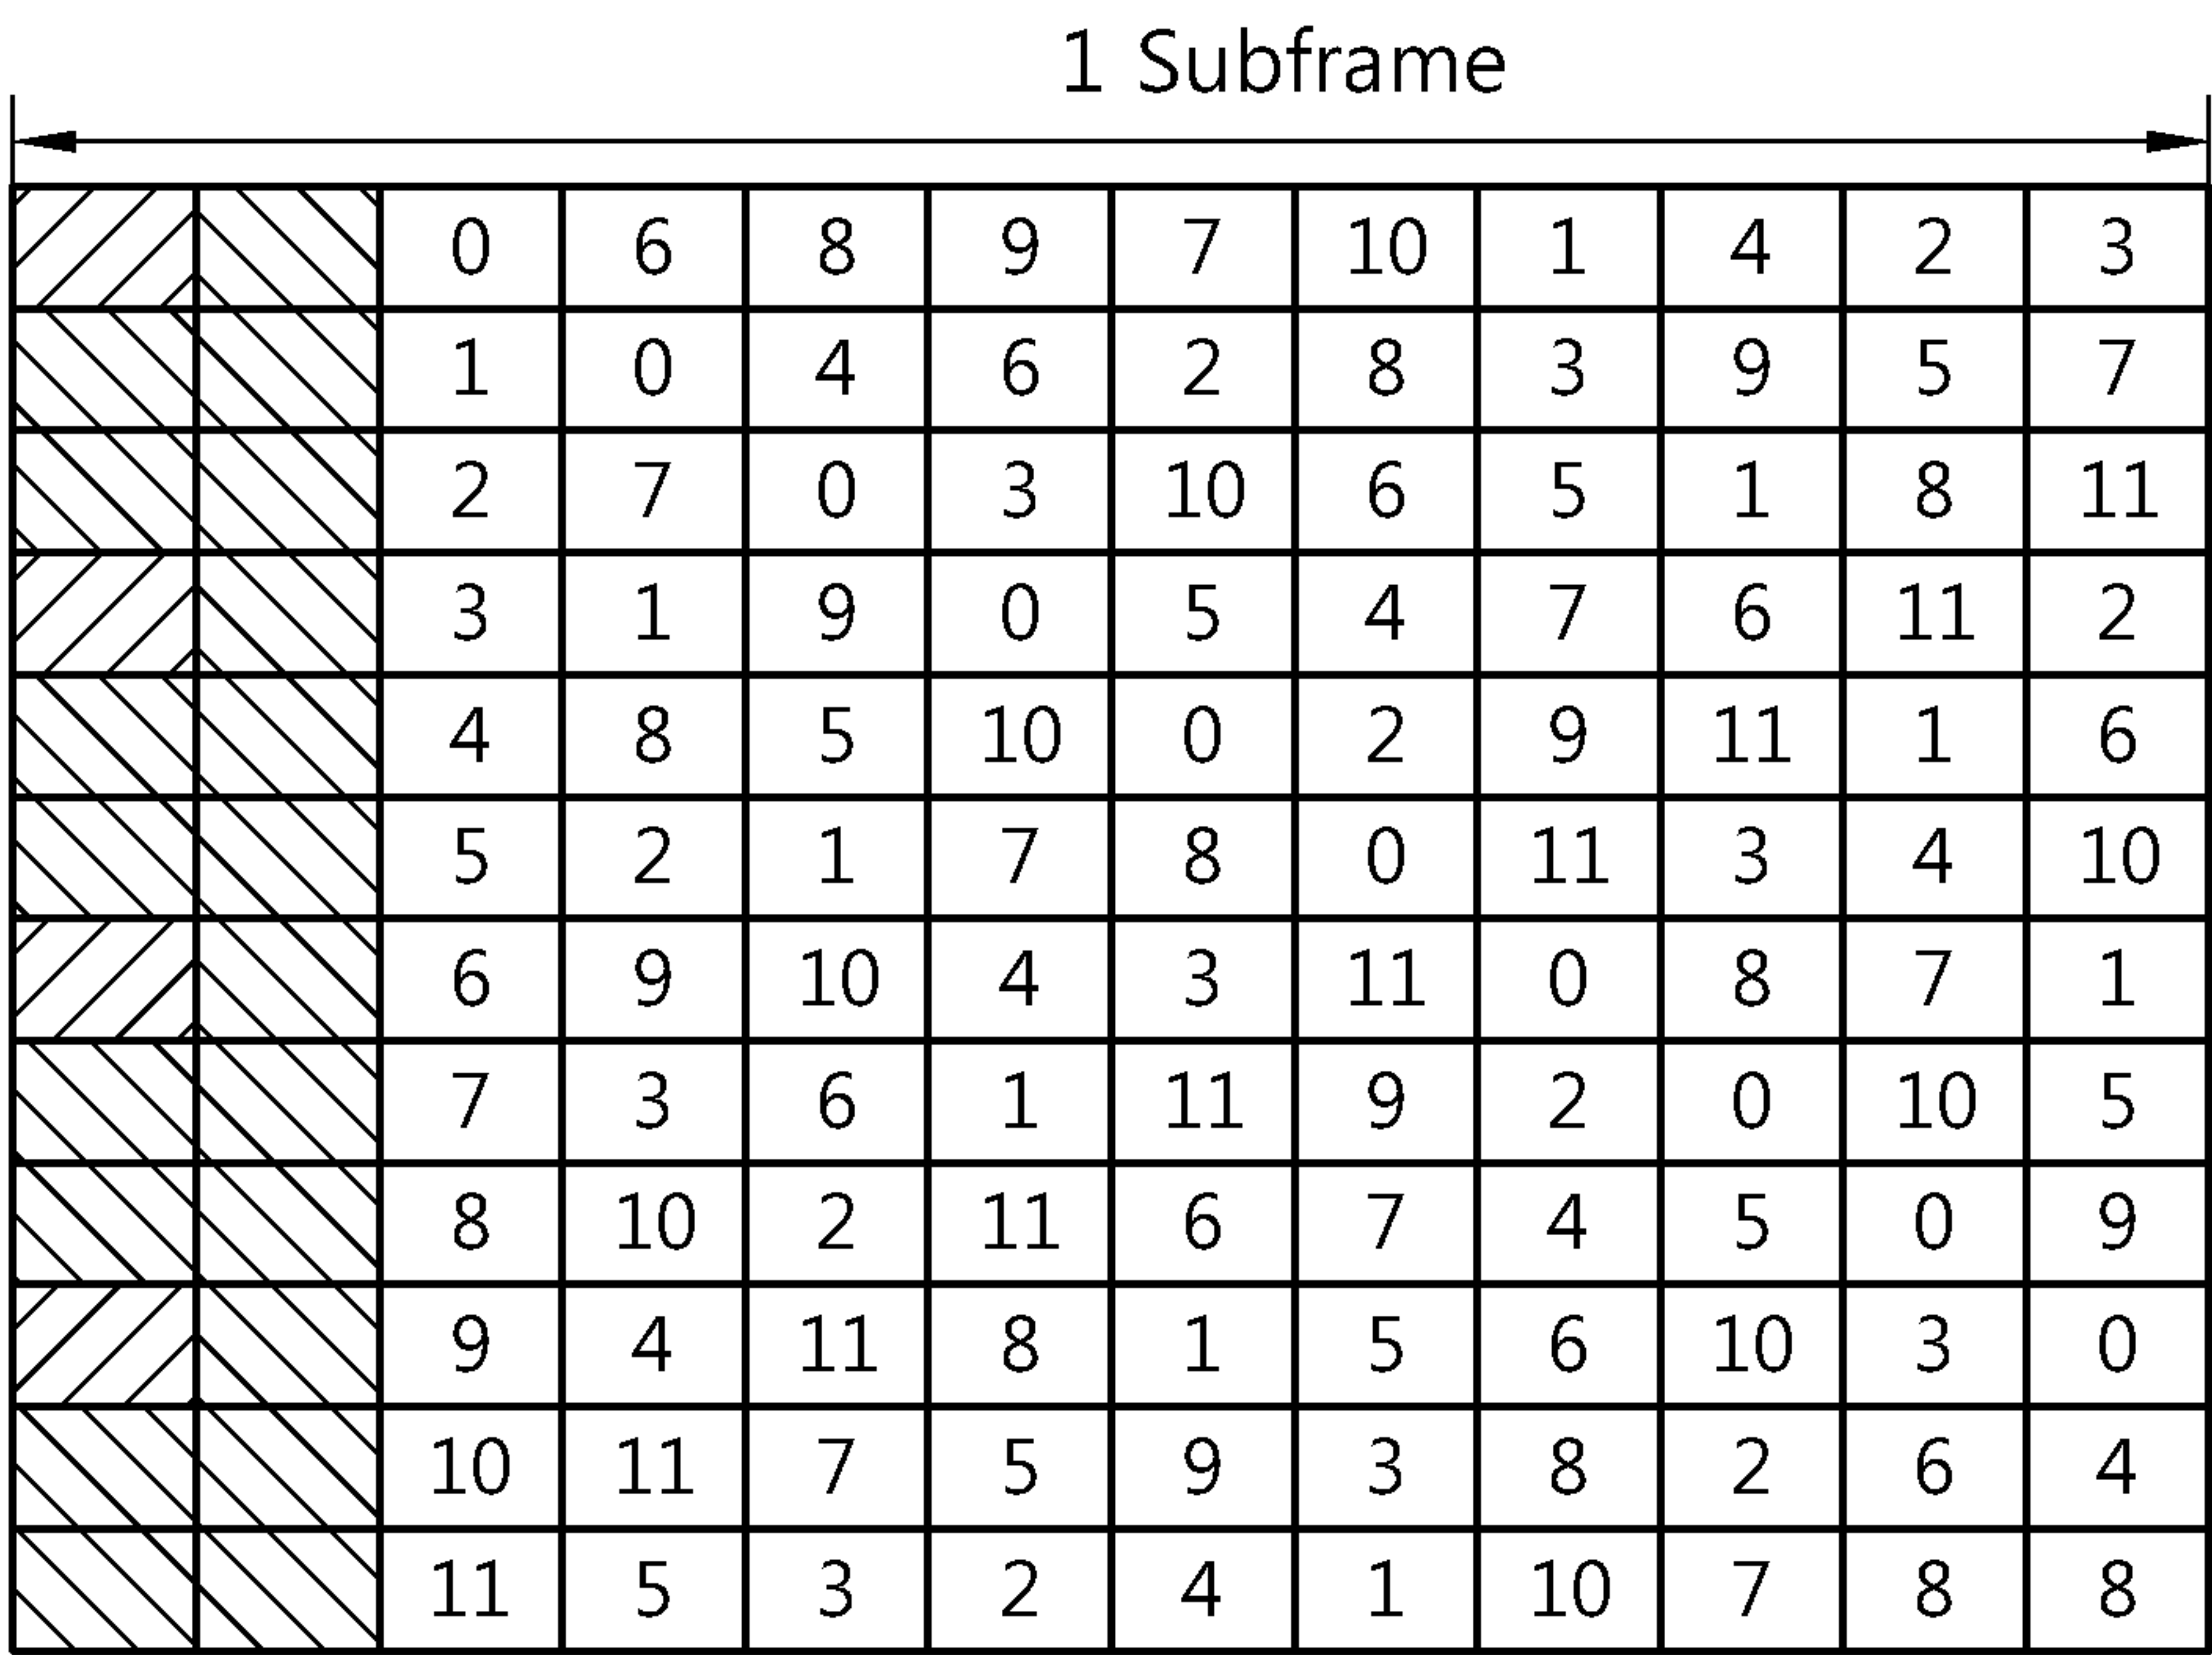 1 Subframe
0 6 8 9 7 10 1 4 2 3
1 0 4 6 2 8 3 9 5 7
2 7 0 3 10 6 5 1 8 11
3 1 9 0 5 4 7 6 11 2
4 8 5 10 0 2 9 11 1 6
5 2 1 7 8 0 11 3 4 10
6 9 10 4 3 11 0 8 7 1
7 3 6 1 11 9 2 0 10 5
8 10 2 11 6 7 4 5 0 9
9 4 11 8 1 5 6 10 3 0
10 11 7 5 9 3 8 2 6 4
11 5 3 2 4 1 10 7 8 8